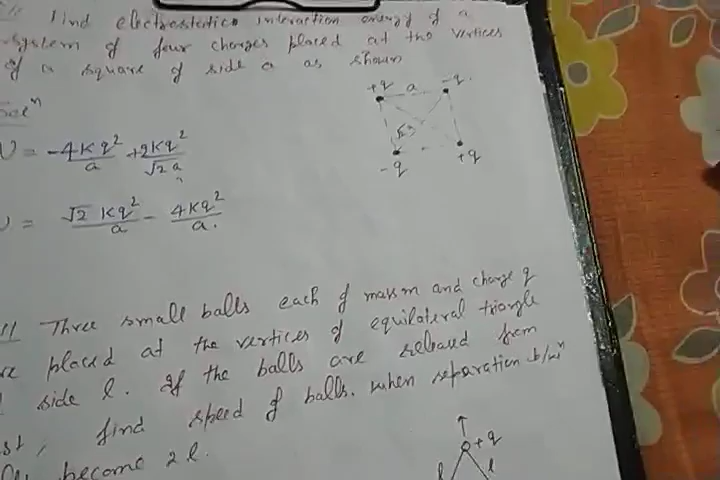 Find electrostatic interaction energy of a
system of four charges placed at the vertices
of a square of side a as shown
+q a -q
-q +q
U = -4Kq²/a + 2Kq²/√2a
= √2 Kq²/a - 4Kq²/a.
Three small balls each of mass m and charge q
placed at the vertices of equilateral triangle
side l. If the balls are released from
find speed of balls. when separation b/wⁿ
become 2l.
+q
l l